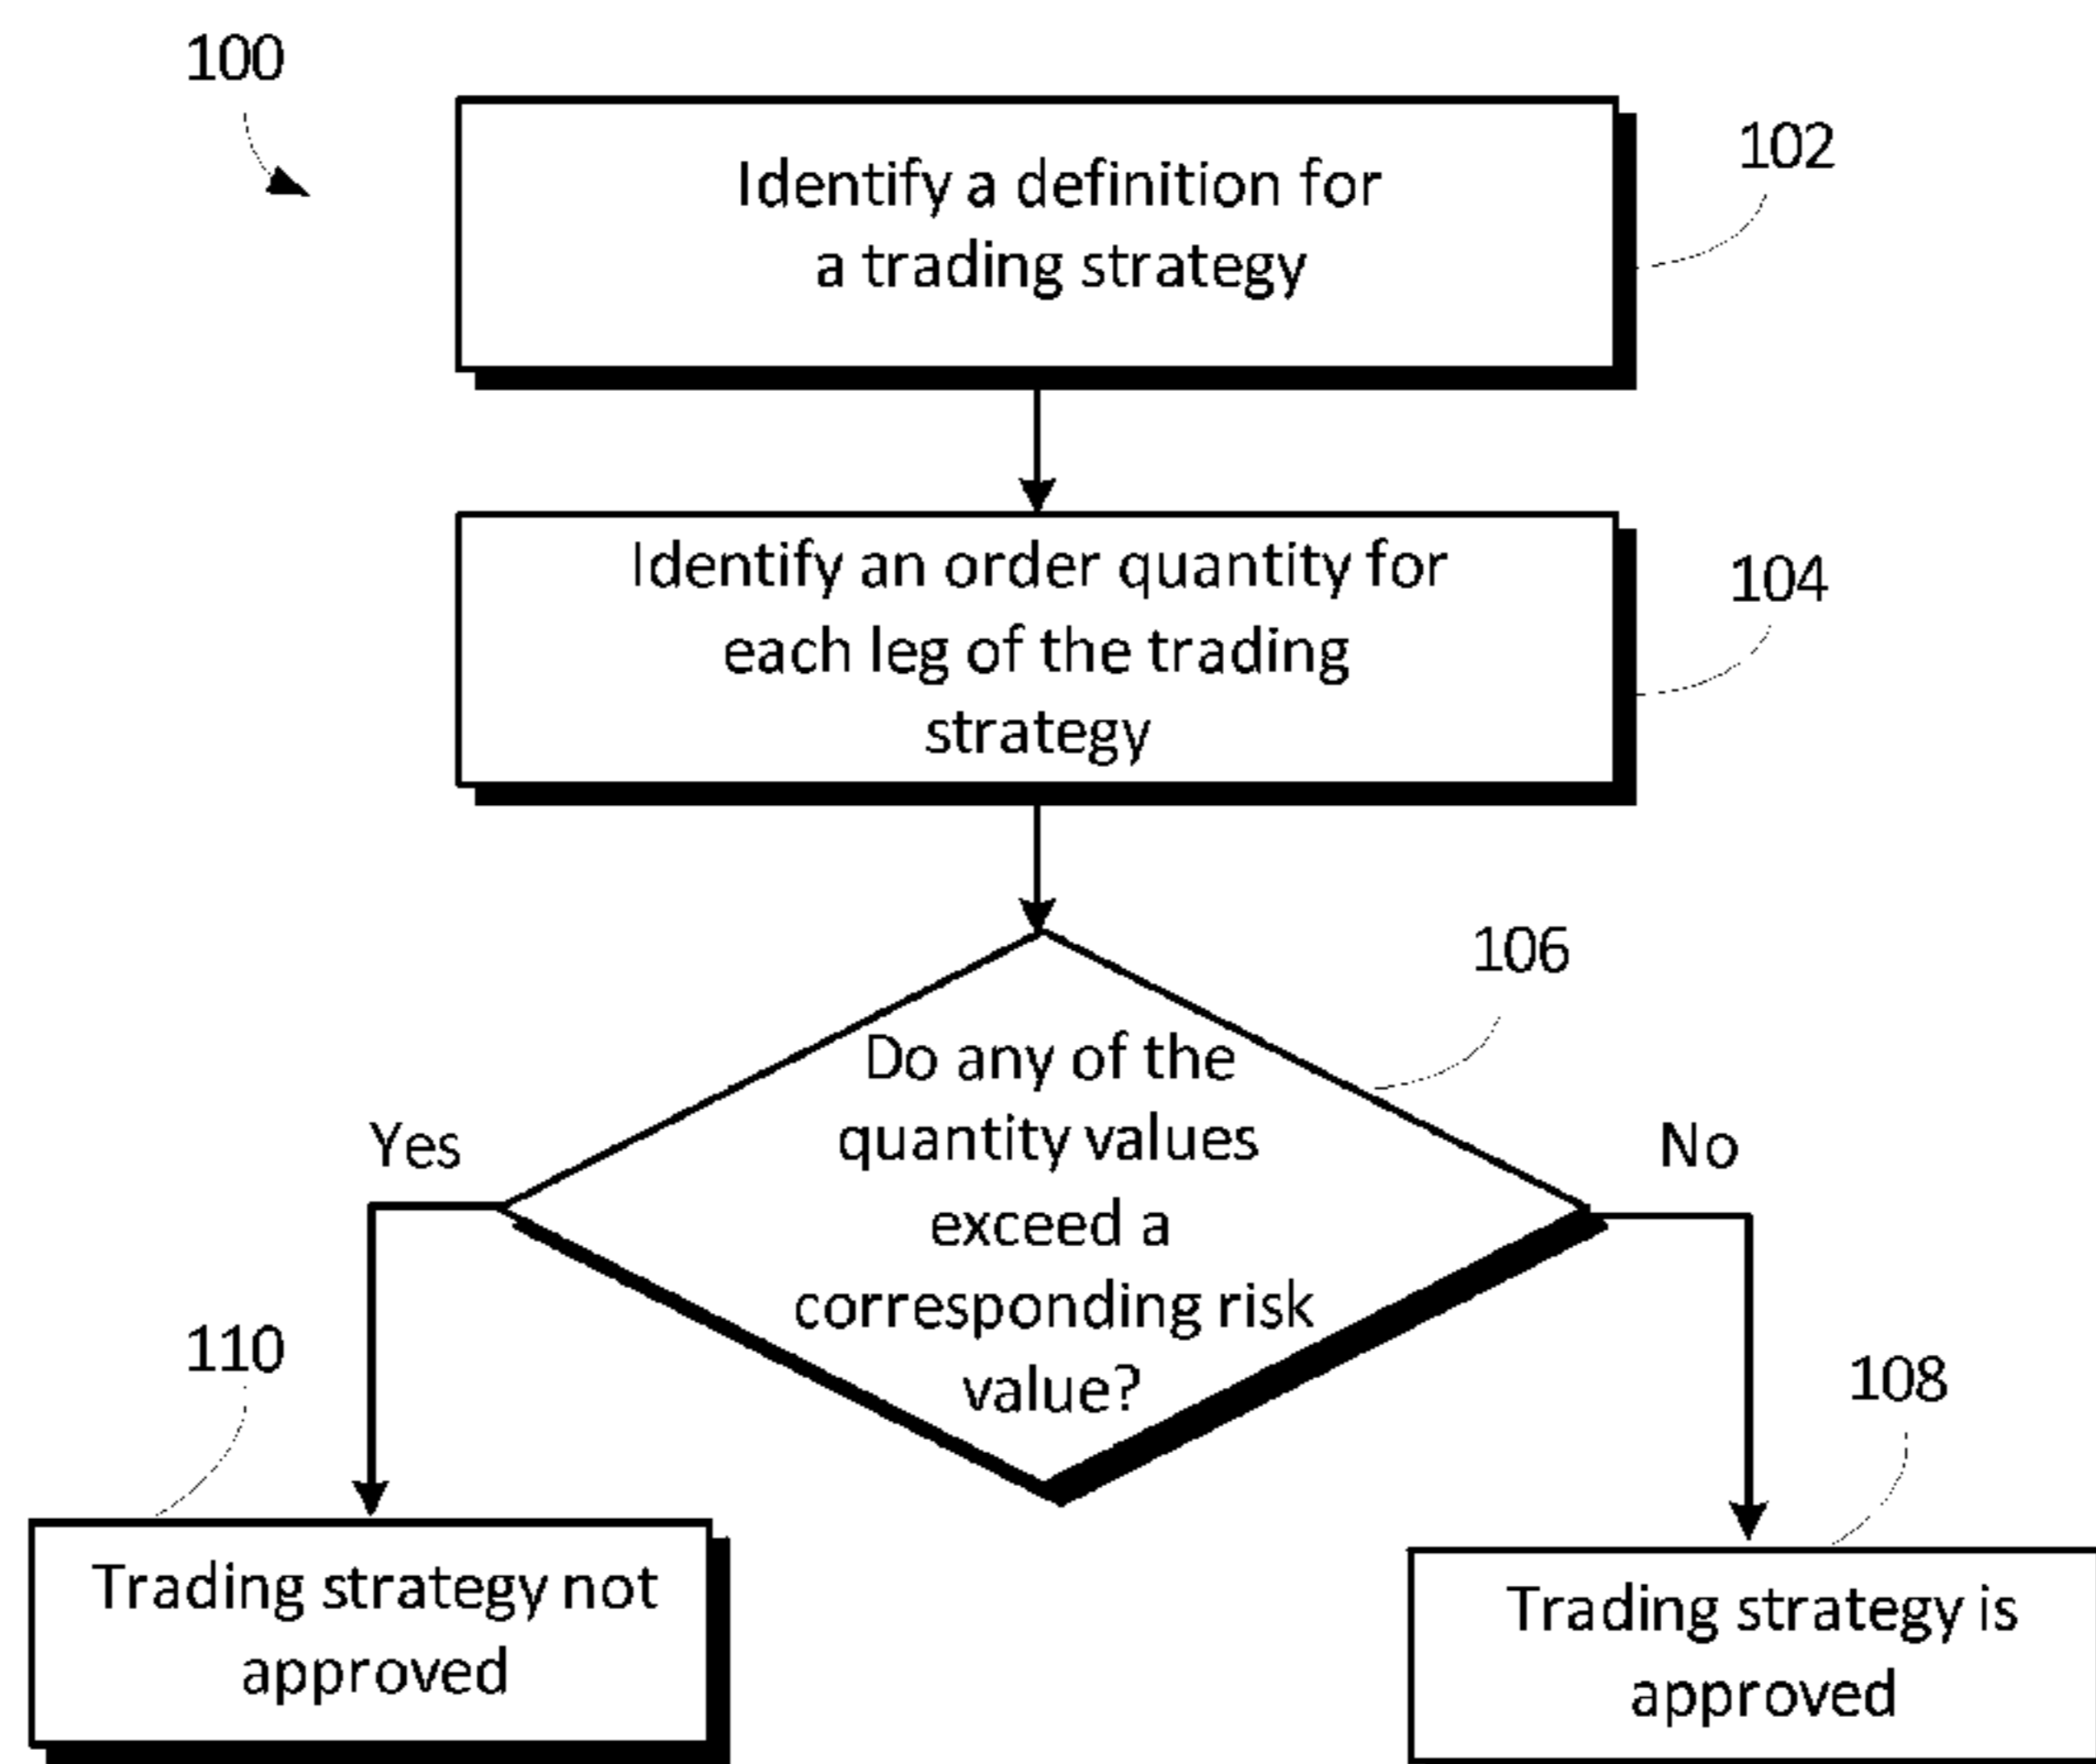 100
Identify a definition for
a trading strategy
102
Identify an order quantity for
each leg of the trading
strategy
104
106
Do any of the
quantity values
exceed a
corresponding risk
value?
Yes
No
110
108
Trading strategy not
approved
Trading strategy is
approved